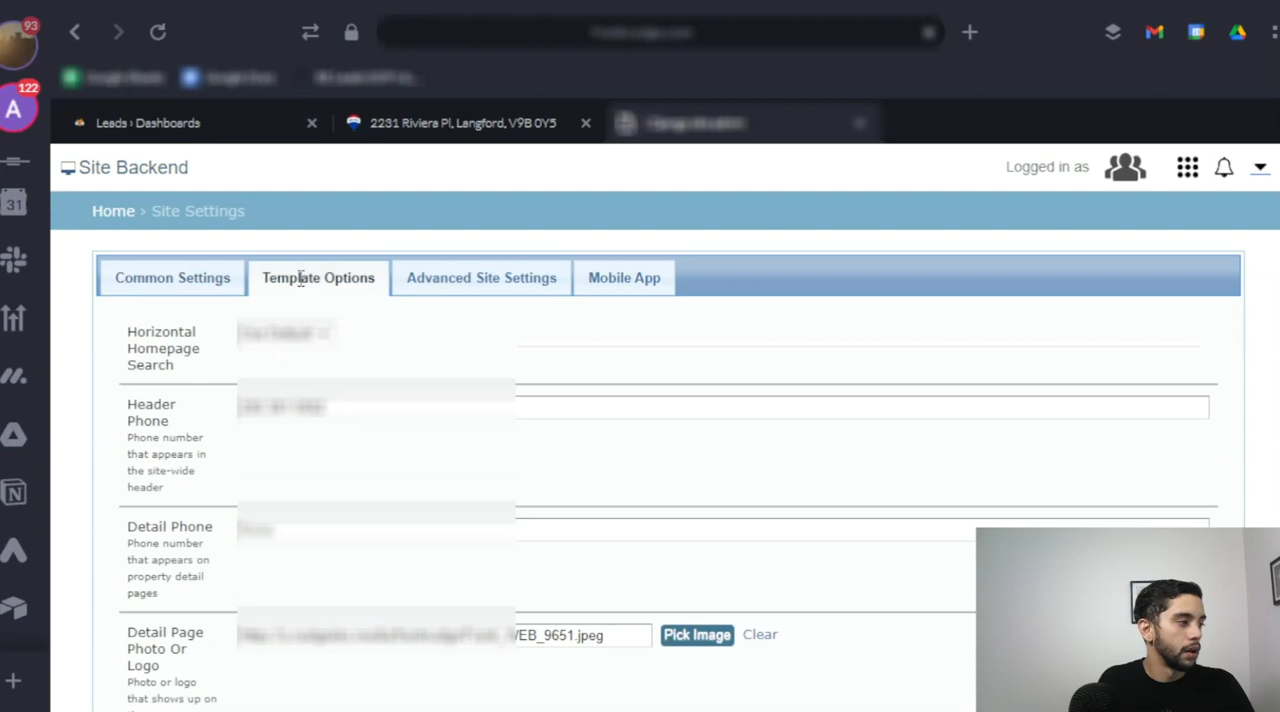 93
122
A
31
Leads › Dashboards
2231 Riviera Pl, Langford, V9B 0Y5
Site Backend
Logged in as
Home › Site Settings
Common Settings
Template Options
Advanced Site Settings
Mobile App
Horizontal
Homepage
Search
Header
Phone
Phone number
that appears in
the site-wide
header
Detail Phone
Phone number
that appears on
property detail
pages
Detail Page
Photo Or
Logo
WEB_9651.jpeg
Pick Image
Clear
Photo or logo
that shows up on